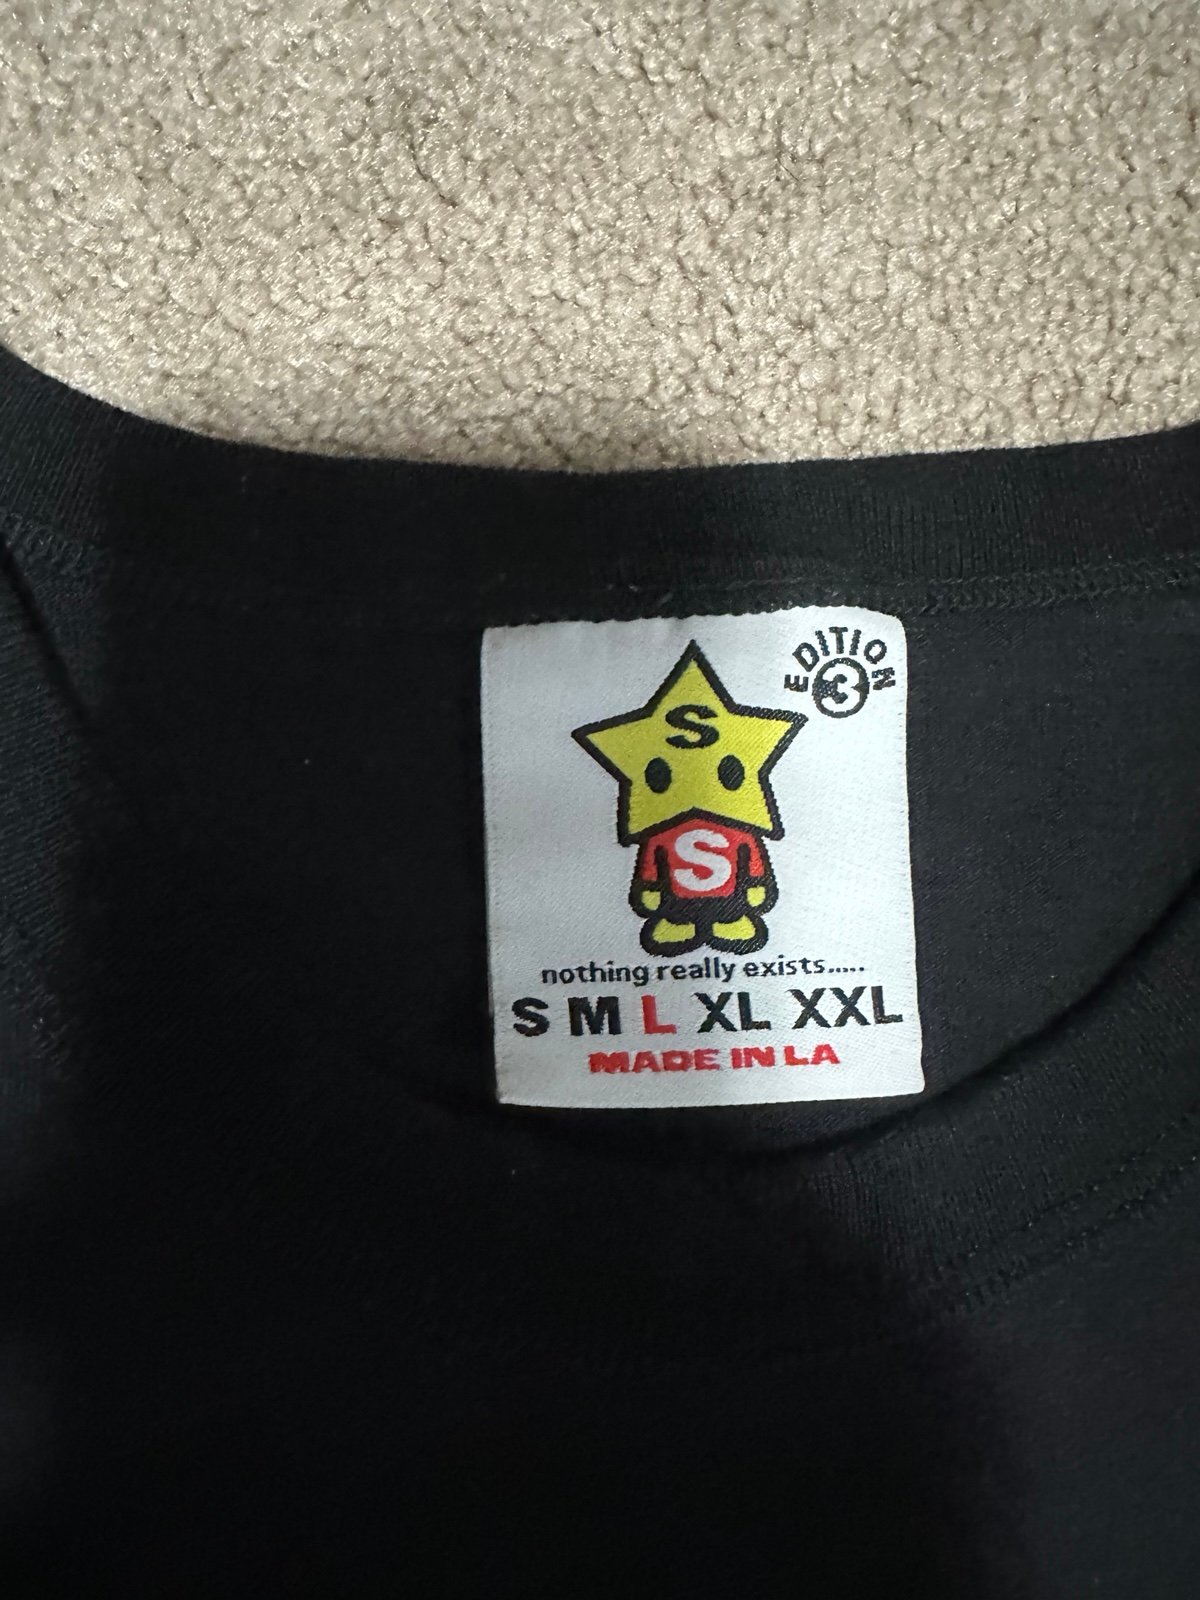 EDITION
3
S
S
nothing really exists.....
S M L XL XXL
MADE IN LA